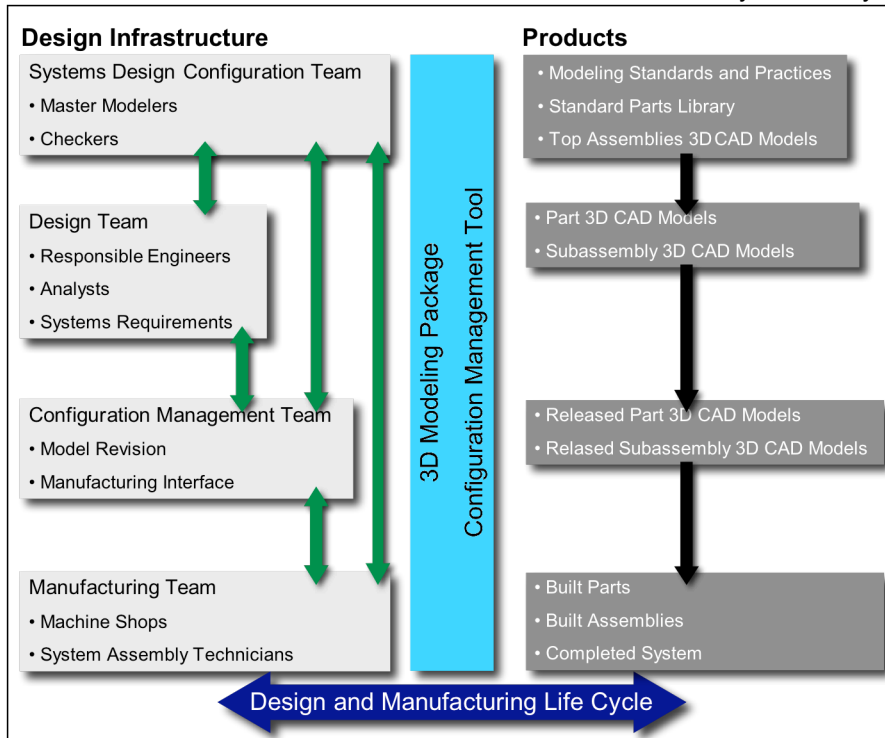 Design Infrastructure
Systems Design Configuration Team
• Master Modelers
• Checkers
Design Team
• Responsible Engineers
• Analysts
• Systems Requirements
Configuration Management Team
• Model Revision
• Manufacturing Interface
Manufacturing Team
• Machine Shops
• System Assembly Technicians
3D Modeling Package
Configuration Management Tool
Products
• Modeling Standards and Practices
• Standard Parts Library
• Top Assemblies 3D CAD Models
• Part 3D CAD Models
• Subassembly 3D CAD Models
• Released Part 3D CAD Models
• Relased Subassembly 3D CAD Models
• Built Parts
• Built Assemblies
• Completed System
Design and Manufacturing Life Cycle